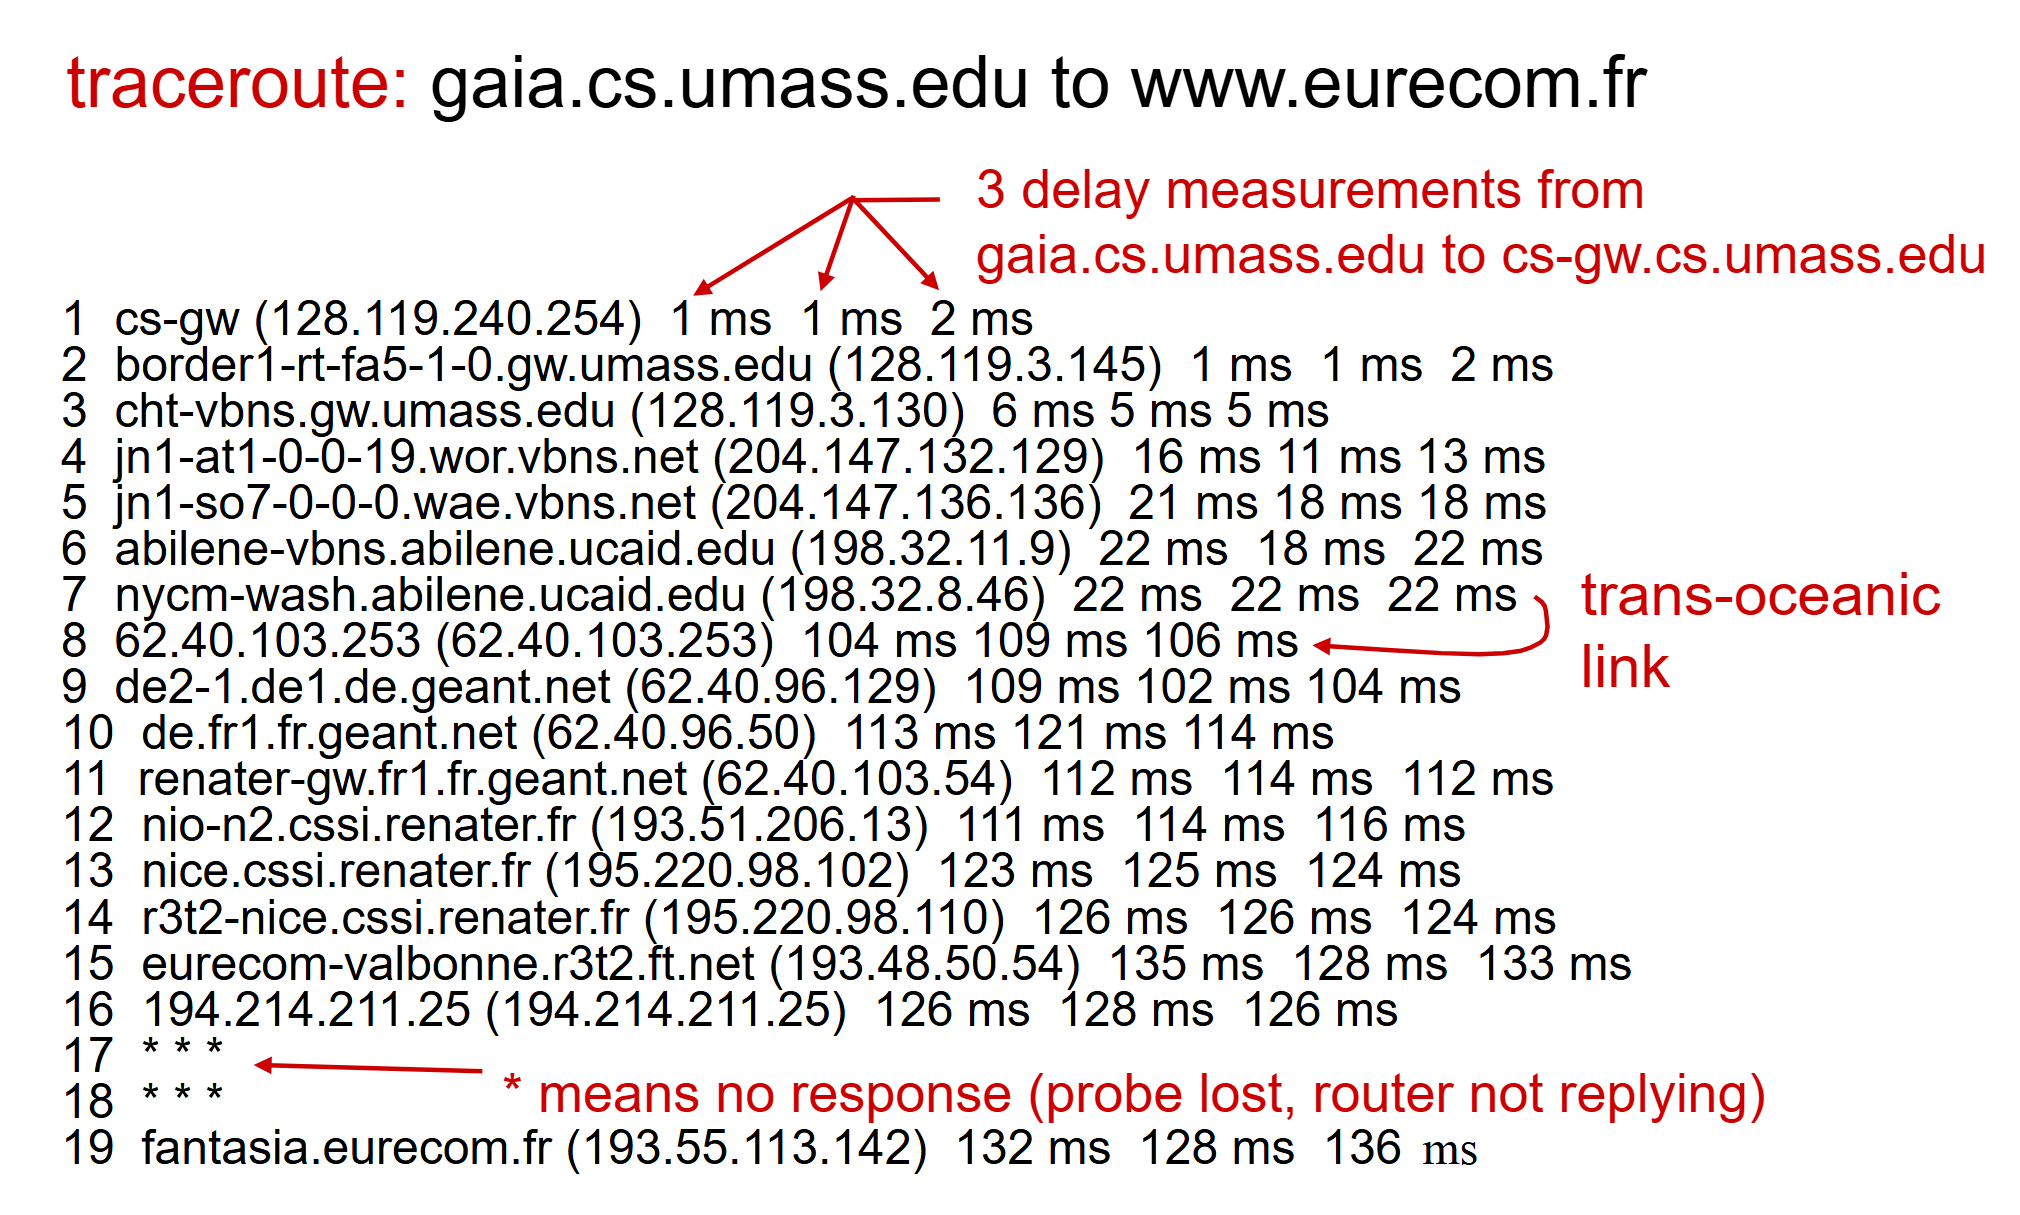 traceroute: gaia.cs.umass.edu to www.eurecom.fr
3 delay measurements from
gaia.cs.umass.edu to cs-gw.cs.umass.edu
1 cs-gw (128.119.240.254) 1 ms 1 ms 2 ms
2 border1-rt-fa5-1-0.gw.umass.edu (128.119.3.145) 1 ms 1 ms 2 ms
3 cht-vbns.gw.umass.edu (128.119.3.130) 6 ms 5 ms 5 ms
4 jn1-at1-0-0-19.wor.vbns.net (204.147.132.129) 16 ms 11 ms 13 ms
5 jn1-so7-0-0-0.wae.vbns.net (204.147.136.136) 21 ms 18 ms 18 ms
6 abilene-vbns.abilene.ucaid.edu (198.32.11.9) 22 ms 18 ms 22 ms
7 nycm-wash.abilene.ucaid.edu (198.32.8.46) 22 ms 22 ms 22 ms
trans-oceanic
link
8 62.40.103.253 (62.40.103.253) 104 ms 109 ms 106 ms
9 de2-1.de1.de.geant.net (62.40.96.129) 109 ms 102 ms 104 ms
10 de.fr1.fr.geant.net (62.40.96.50) 113 ms 121 ms 114 ms
11 renater-gw.fr1.fr.geant.net (62.40.103.54) 112 ms 114 ms 112 ms
12 nio-n2.cssi.renater.fr (193.51.206.13) 111 ms 114 ms 116 ms
13 nice.cssi.renater.fr (195.220.98.102) 123 ms 125 ms 124 ms
14 r3t2-nice.cssi.renater.fr (195.220.98.110) 126 ms 126 ms 124 ms
15 eurecom-valbonne.r3t2.ft.net (193.48.50.54) 135 ms 128 ms 133 ms
16 194.214.211.25 (194.214.211.25) 126 ms 128 ms 126 ms
17 * * *
18 * * *
* means no response (probe lost, router not replying)
19 fantasia.eurecom.fr (193.55.113.142) 132 ms 128 ms 136 ms